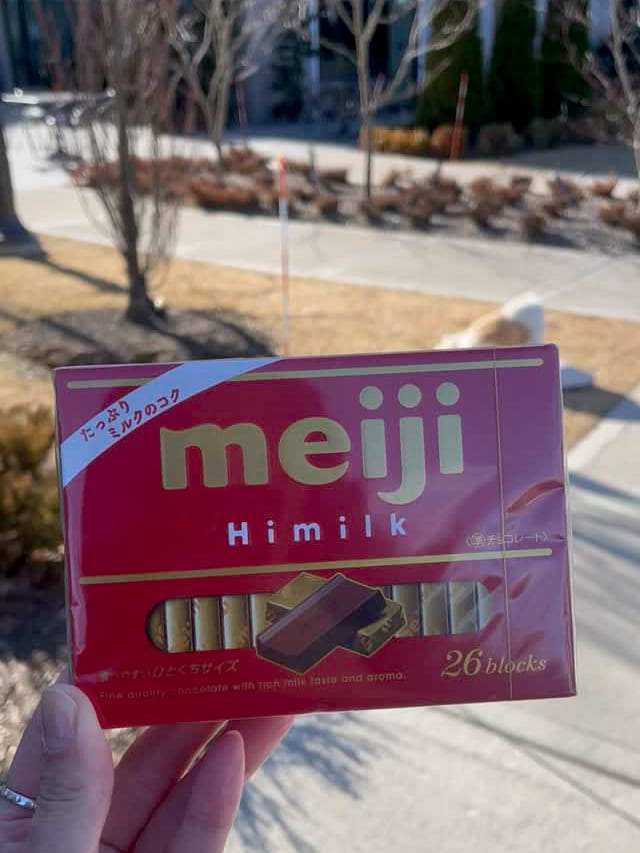 たっぷり
ミルクのコク
meiji
Himilk
チョコレート
食べやすいひとくちサイズ
26 blocks
Fine quality chocolate with rich milk taste and aroma.